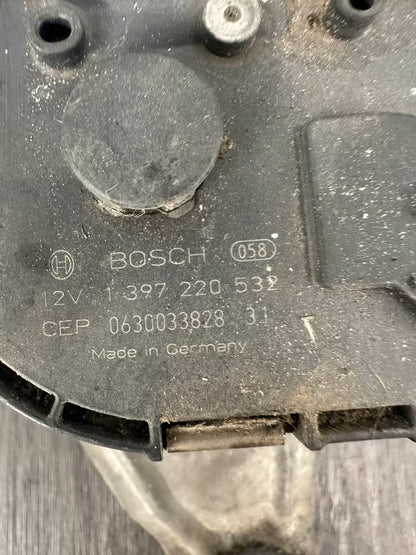 BOSCH 058
12V 1 397 220 532
CEP 0630033828 31
Made in Germany